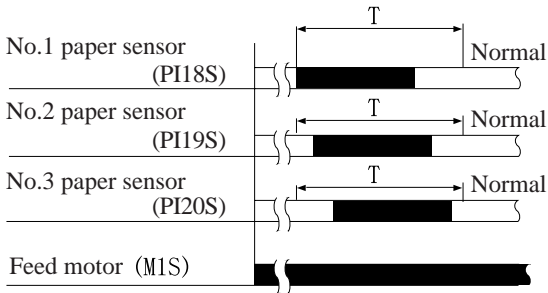 T
No.1 paper sensor
Normal
(PI18S)
T
No.2 paper sensor
Normal
(PI19S)
T
No.3 paper sensor
Normal
(PI20S)
Feed motor (M1S)